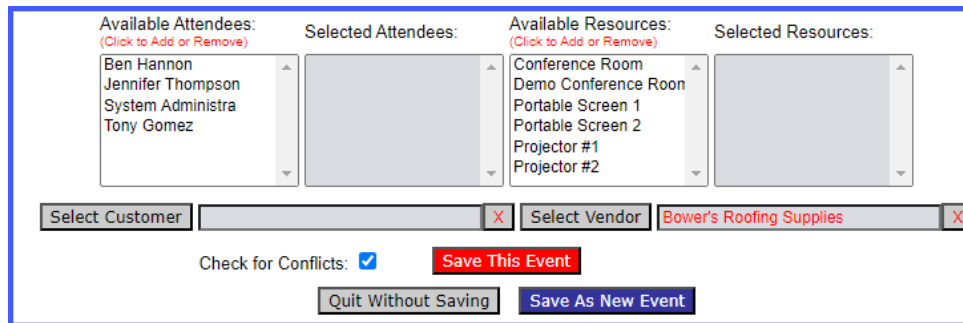 Available Attendees:
(Click to Add or Remove)
Selected Attendees:
Available Resources:
(Click to Add or Remove)
Selected Resources:
Ben Hannon
Jennifer Thompson
System Administra
Tony Gomez
Conference Room
Demo Conference Room
Portable Screen 1
Portable Screen 2
Projector #1
Projector #2
Select Customer X Select Vendor Bower's Roofing Supplies X
Check for Conflicts: Save This Event
Quit Without Saving Save As New Event